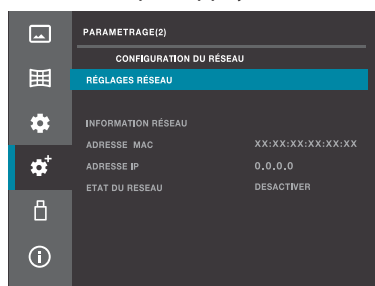 PARAMETRAGE(2)
CONFIGURATION DU RÉSEAU
RÉGLAGES RÉSEAU
INFORMATION RÉSEAU
ADRESSE MAC XX:XX:XX:XX:XX:XX
ADRESSE IP 0.0.0.0
ETAT DU RESEAU DESACTIVER